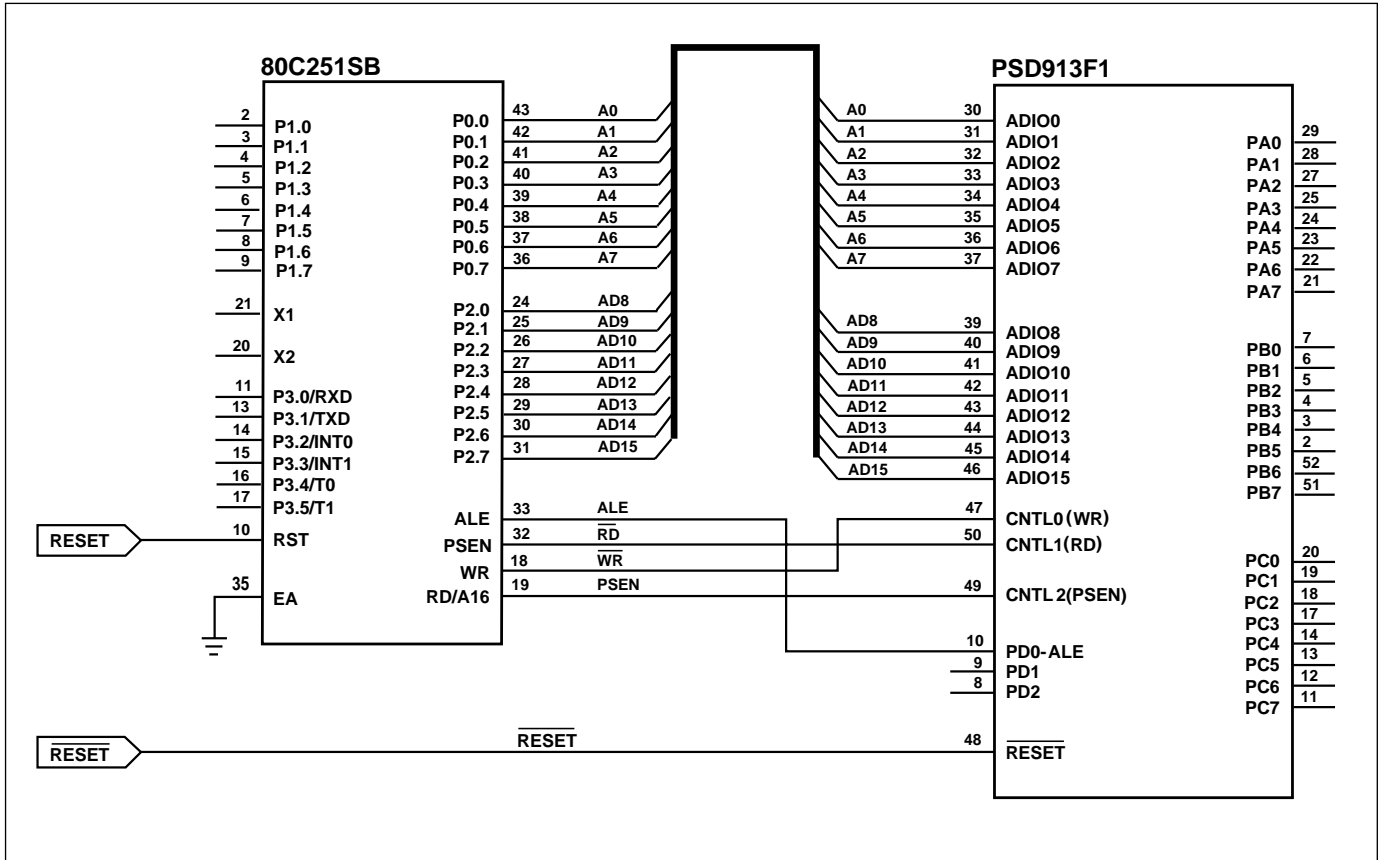 80C251SB
2 P1.0
3 P1.1
4 P1.2
5 P1.3
6 P1.4
7 P1.5
8 P1.6
9 P1.7
21 X1
20 X2
11 P3.0/RXD
13 P3.1/TXD
14 P3.2/INT0
15 P3.3/INT1
16 P3.4/T0
17 P3.5/T1
RESET 10 RST
35 EA
P0.0 43 A0
P0.1 42 A1
P0.2 41 A2
P0.3 40 A3
P0.4 39 A4
P0.5 38 A5
P0.6 37 A6
P0.7 36 A7
P2.0 24 AD8
P2.1 25 AD9
P2.2 26 AD10
P2.3 27 AD11
P2.4 28 AD12
P2.5 29 AD13
P2.6 30 AD14
P2.7 31 AD15
ALE 33 ALE
PSEN 32 RD
WR 18 WR
RD/A16 19 PSEN
PSD913F1
A0 30 ADIO0
A1 31 ADIO1
A2 32 ADIO2
A3 33 ADIO3
A4 34 ADIO4
A5 35 ADIO5
A6 36 ADIO6
A7 37 ADIO7
AD8 39 ADIO8
AD9 40 ADIO9
AD10 41 ADIO10
AD11 42 ADIO11
AD12 43 ADIO12
AD13 44 ADIO13
AD14 45 ADIO14
AD15 46 ADIO15
47 CNTL0(WR)
50 CNTL1(RD)
49 CNTL 2(PSEN)
10 PD0-ALE
9 PD1
8 PD2
RESET RESET 48 RESET
PA0 29
PA1 28
PA2 27
PA3 25
PA4 24
PA5 23
PA6 22
PA7 21
PB0 7
PB1 6
PB2 5
PB3 4
PB4 3
PB5 2
PB6 52
PB7 51
PC0 20
PC1 19
PC2 18
PC3 17
PC4 14
PC5 13
PC6 12
PC7 11